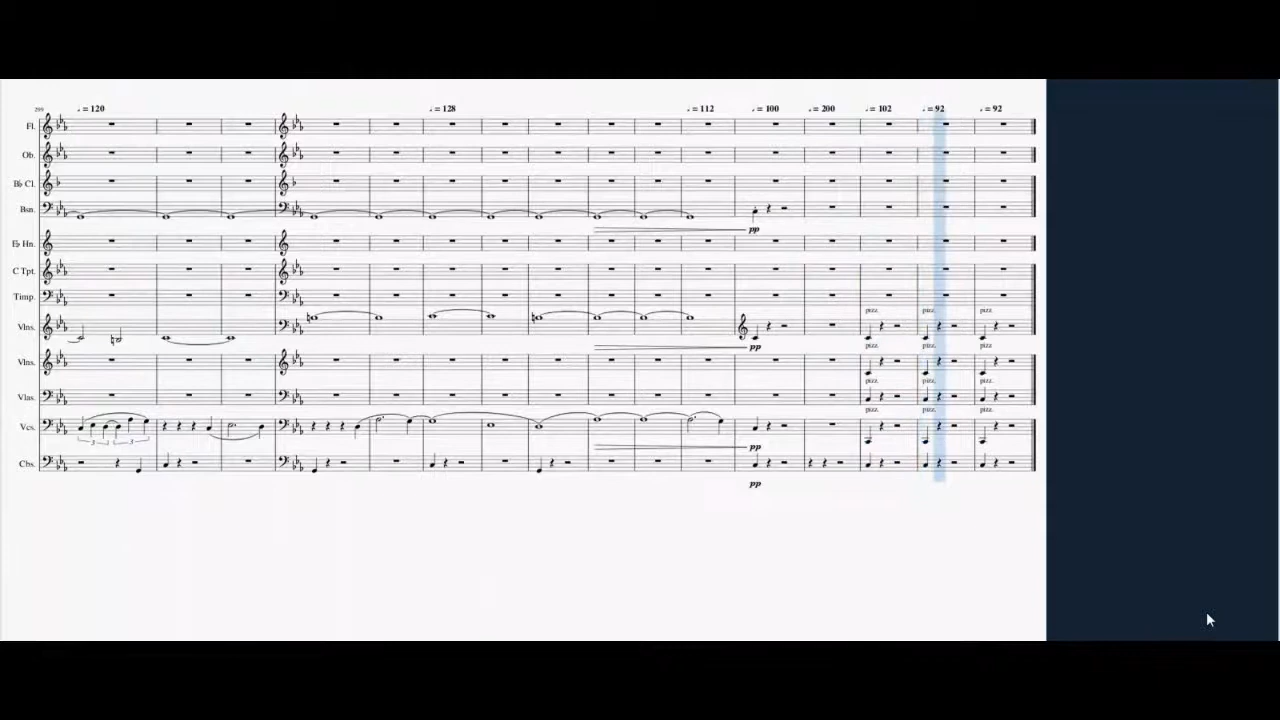 ♩ = 120 ♩ = 128 ♩ = 112 ♩ = 100 ♩ = 200 ♩ = 102 ♩ = 92 ♩ = 92
299
Fl.
Ob.
B♭ Cl.
Bsn.
pp
E♭ Hn.
C Tpt.
Timp.
pizz. pizz. pizz.
Vlns.
pp
pizz. pizz. pizz.
Vlns.
pizz. pizz. pizz.
Vlas.
pizz. pizz. pizz.
Vcs.
3 3
pp
Cbs.
pp